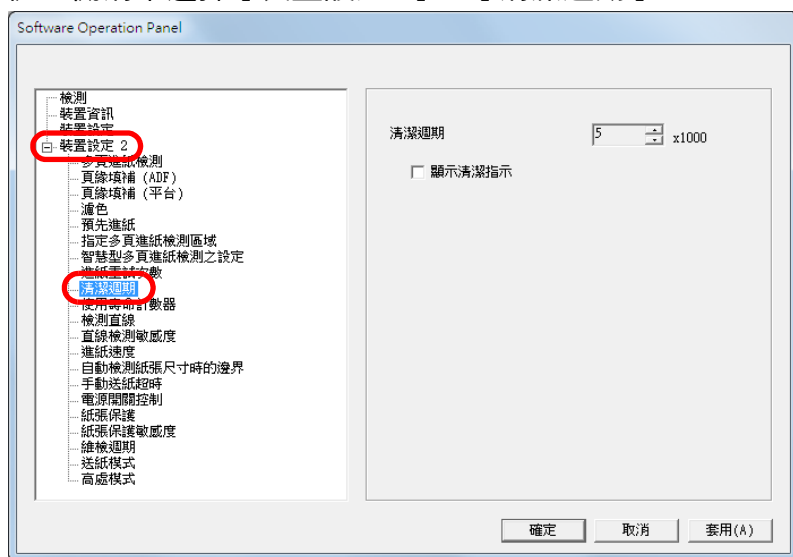 Software Operation Panel
檢測
裝置資訊
裝置設定
裝置設定 2
多頁進紙檢測
頁緣填補 (ADF)
頁緣填補 (平台)
濾色
預先進紙
指定多頁進紙檢測區域
智慧型多頁進紙檢測之設定
進紙重試次數
清潔週期
使用壽命計數器
檢測直線
直線檢測敏感度
進紙速度
自動檢測紙張尺寸時的邊界
手動送紙超時
電源開關控制
紙張保護
紙張保護敏感度
維檢週期
送紙模式
高處模式
清潔週期 5 x1000
顯示清潔指示
確定 取消 套用(A)